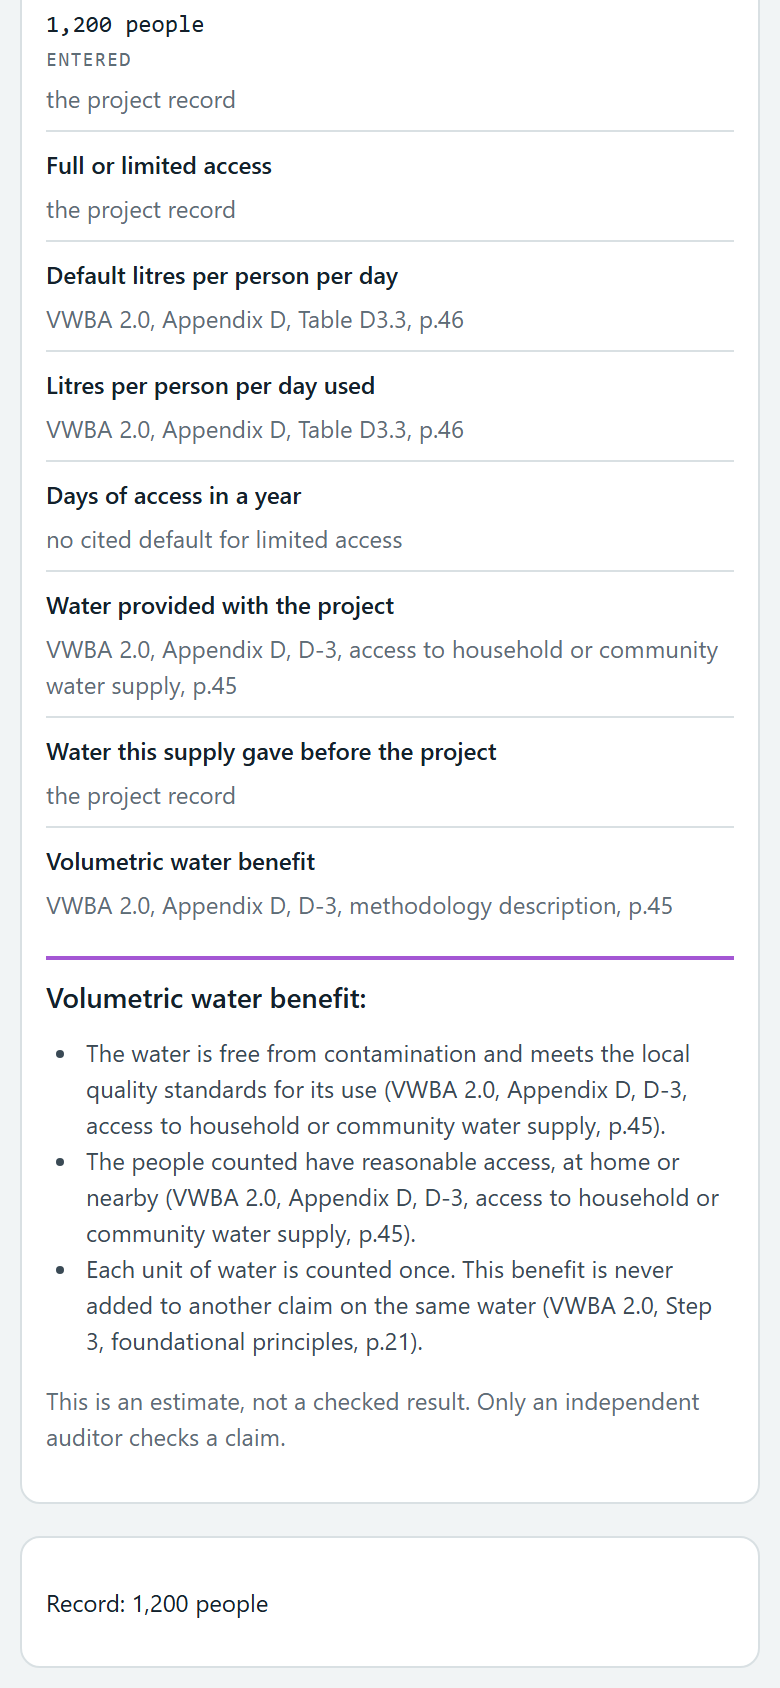 1,200 people
ENTERED
the project record
Full or limited access
the project record
Default litres per person per day
VWBA 2.0, Appendix D, Table D3.3, p.46
Litres per person per day used
VWBA 2.0, Appendix D, Table D3.3, p.46
Days of access in a year
no cited default for limited access
Water provided with the project
VWBA 2.0, Appendix D, D-3, access to household or community
water supply, p.45
Water this supply gave before the project
the project record
Volumetric water benefit
VWBA 2.0, Appendix D, D-3, methodology description, p.45
Volumetric water benefit:
• The water is free from contamination and meets the local
quality standards for its use (VWBA 2.0, Appendix D, D-3,
access to household or community water supply, p.45).
• The people counted have reasonable access, at home or
nearby (VWBA 2.0, Appendix D, D-3, access to household or
community water supply, p.45).
• Each unit of water is counted once. This benefit is never
added to another claim on the same water (VWBA 2.0, Step
3, foundational principles, p.21).
This is an estimate, not a checked result. Only an independent
auditor checks a claim.
Record: 1,200 people